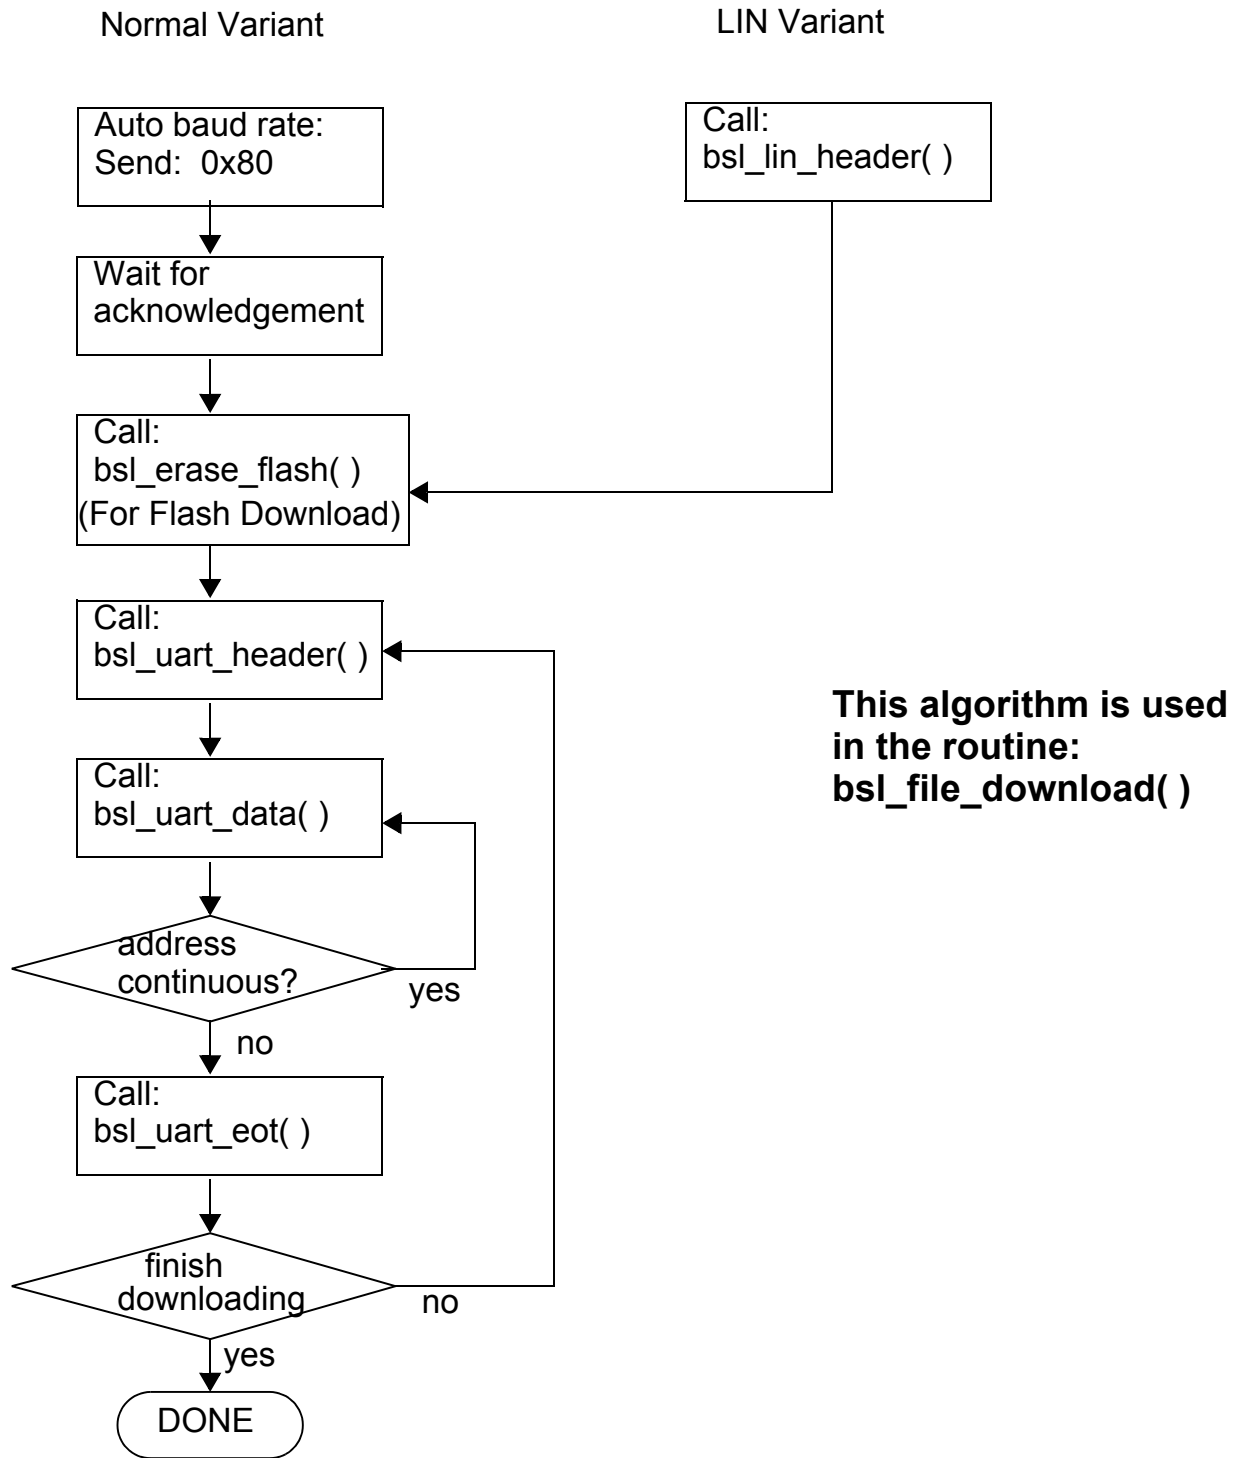 Normal Variant
LIN Variant
Auto baud rate:
Send: 0x80
Call:
bsl_lin_header( )
Wait for
acknowledgement
Call:
bsl_erase_flash( )
(For Flash Download)
Call:
bsl_uart_header( )
This algorithm is used
in the routine:
bsl_file_download( )
Call:
bsl_uart_data( )
address
continuous?
yes
no
Call:
bsl_uart_eot( )
finish
downloading
no
yes
DONE